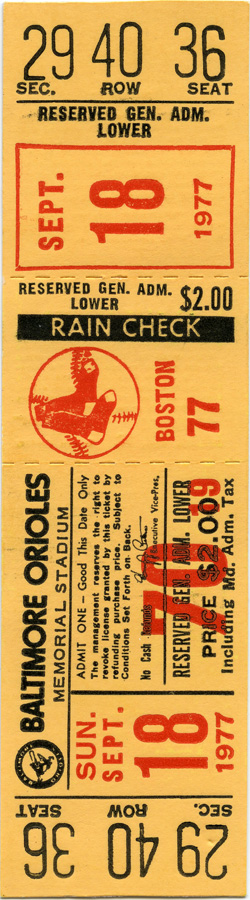 29 40 36
SEC. ROW SEAT
RESERVED GEN. ADM.
LOWER
SEPT.
18
1977
RESERVED GEN. ADM.
LOWER
$2.00
RAIN CHECK
BOSTON
77
BALTIMORE ORIOLES
MEMORIAL STADIUM
ADMIT ONE — Good This Date Only
The management reserves the right to
revoke license granted by this ticket by
refunding purchase price. Subject to
Conditions Set Forth on Back.
No Cash Refunds
Executive Vice-Pres.
RESERVED GEN. ADM. LOWER
PRICE $2.00
Including Md. Adm. Tax
SUN.
SEPT.
18
1977
SEC. ROW SEAT
29 40 36